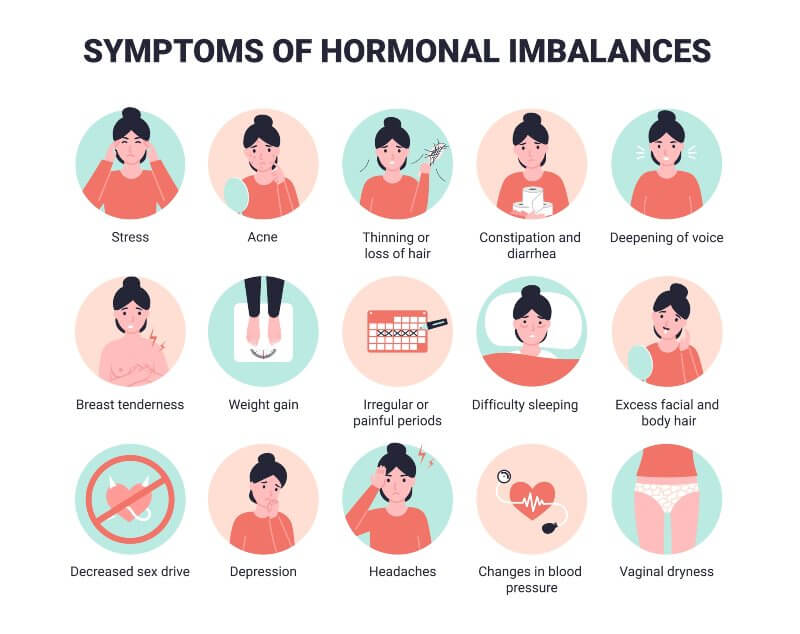 SYMPTOMS OF HORMONAL IMBALANCES
Stress
Acne
Thinning or
loss of hair
Constipation and
diarrhea
Deepening of voice
Breast tenderness
Weight gain
Irregular or
painful periods
Difficulty sleeping
Excess facial and
body hair
Decreased sex drive
Depression
Headaches
Changes in blood
pressure
Vaginal dryness